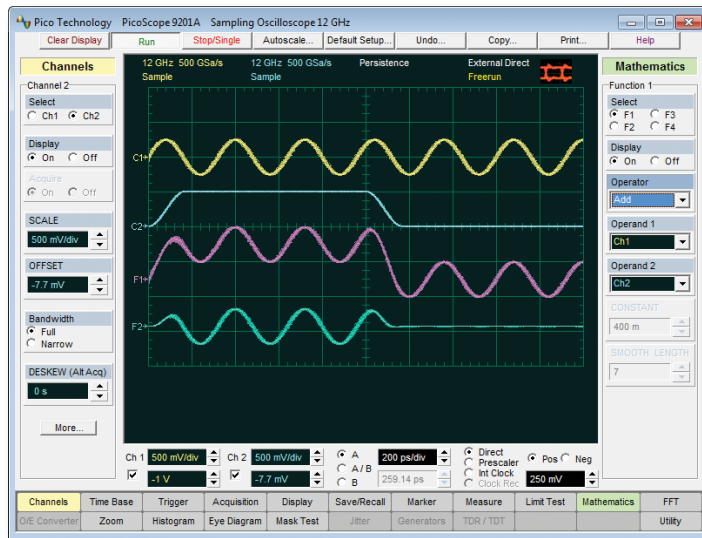 Pico Technology PicoScope 9201A Sampling Oscilloscope 12 GHz
Clear Display Run Stop/Single Autoscale... Default Setup... Undo... Copy... Print... Help
Channels
Channel 2
Select
Ch1 Ch2
Display
On Off
Acquire
On Off
SCALE
500 mV/div
OFFSET
-7.7 mV
Bandwidth
Full
Narrow
DESKEW (Alt Acq)
0 s
More...
12 GHz 500 GSa/s 12 GHz 500 GSa/s Persistence External Direct
Sample Sample Freerun
C1
C2
F1
F2
Mathematics
Function 1
Select
F1 F3
F2 F4
Display
On Off
Operator
Add
Operand 1
Ch1
Operand 2
Ch2
CONSTANT
400 m
SMOOTH LENGTH
7
Ch 1 500 mV/div Ch 2 500 mV/div A 200 ps/div Direct Pos Neg
A / B Prescaler
-1 V -7.7 mV B 259.14 ps Int Clock 250 mV
Clock Rec
Channels Time Base Trigger Acquisition Display Save/Recall Marker Measure Limit Test Mathematics FFT
O/E Converter Zoom Histogram Eye Diagram Mask Test Jitter Generators TDR / TDT Utility